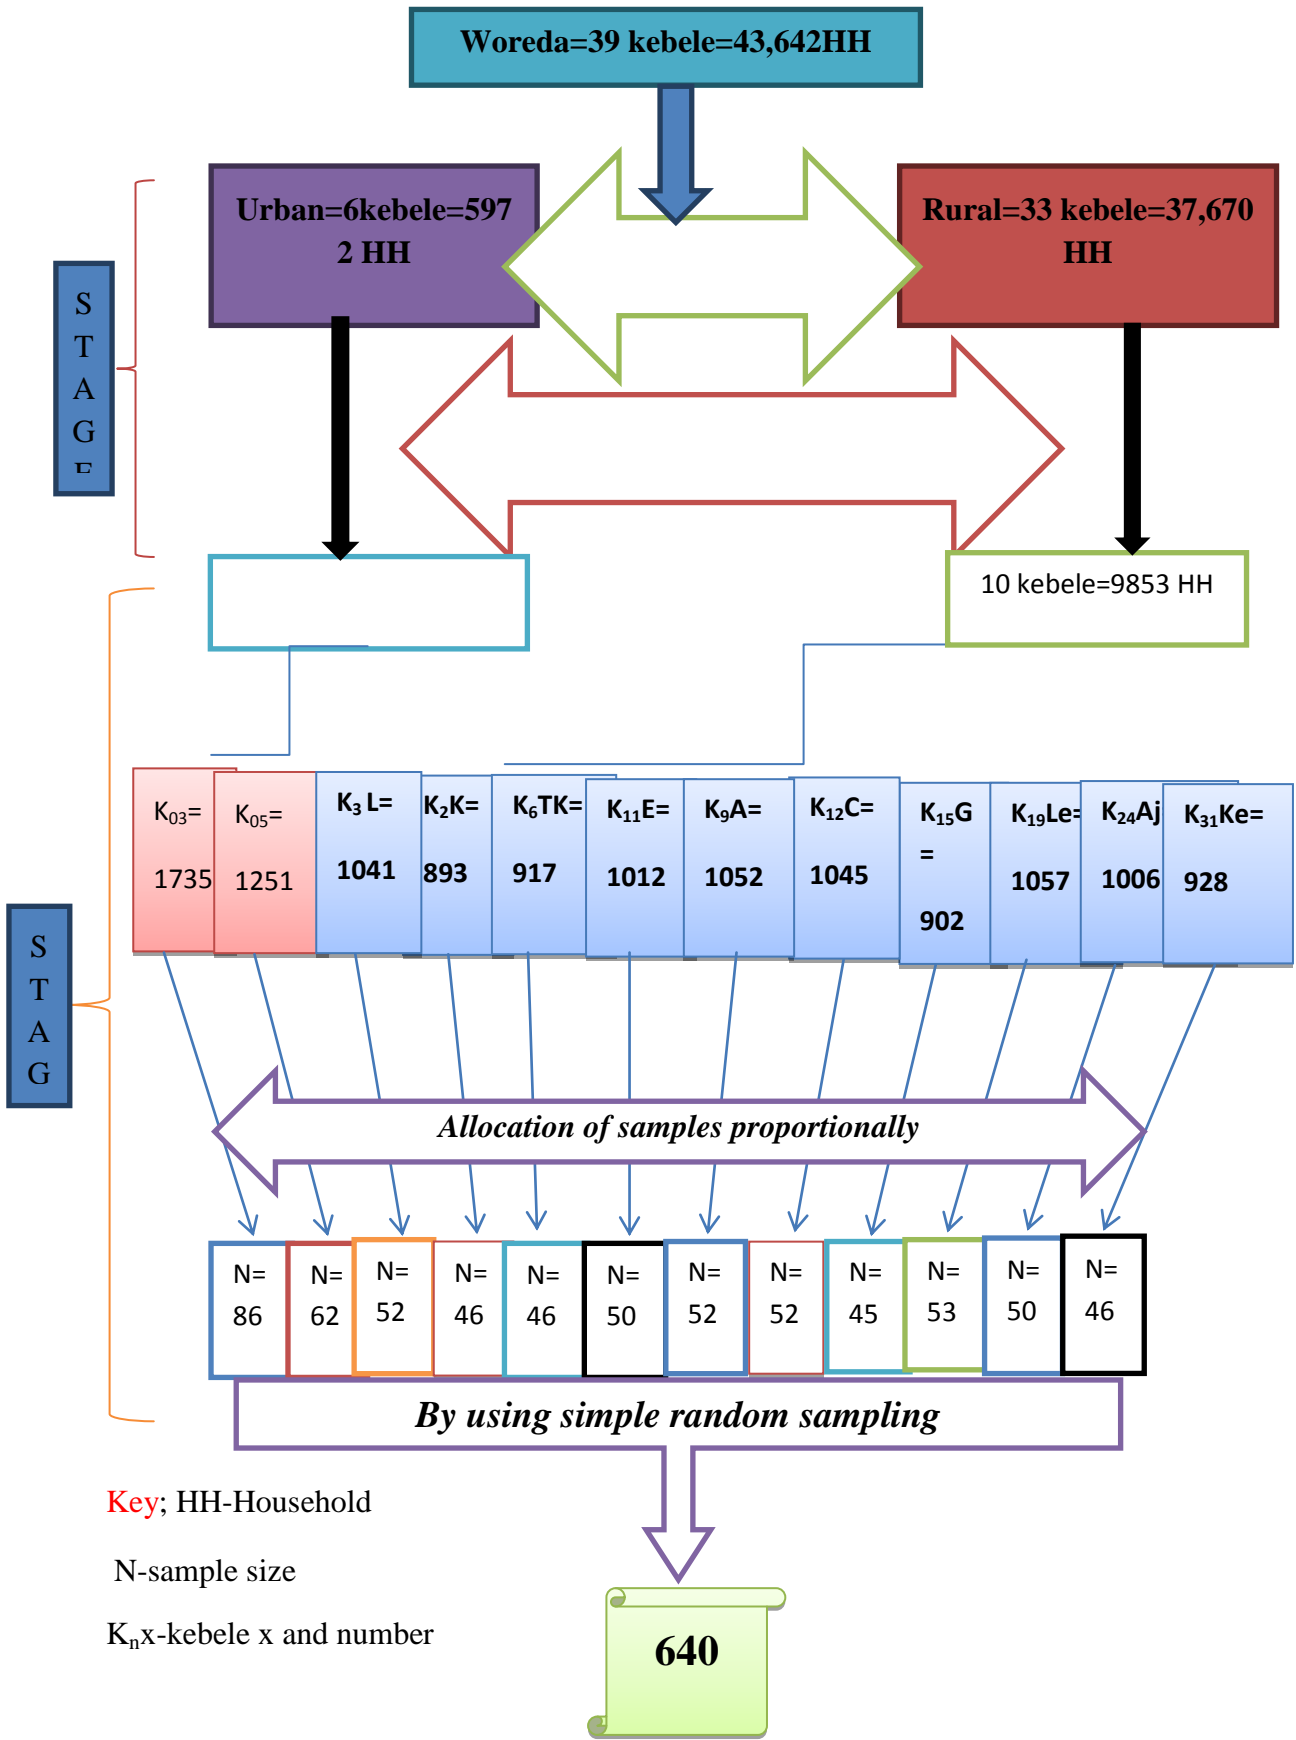 Woreda=39 kebele=43,642HH
Urban=6kebele=597
2 HH
Rural=33 kebele=37,670
HH
S
T
A
G
E
10 kebele=9853 HH
K03=
1735
K05=
1251
K3 L=
1041
K2K=
893
K6TK=
917
K11E=
1012
K9A=
1052
K12C=
1045
K15G
=
902
K19Le=
1057
K24Aj
1006
K31Ke=
928
S
T
A
G
Allocation of samples proportionally
N=
86
N=
62
N=
52
N=
46
N=
46
N=
50
N=
52
N=
52
N=
45
N=
53
N=
50
N=
46
By using simple random sampling
Key; HH-Household
N-sample size
Knx-kebele x and number
640